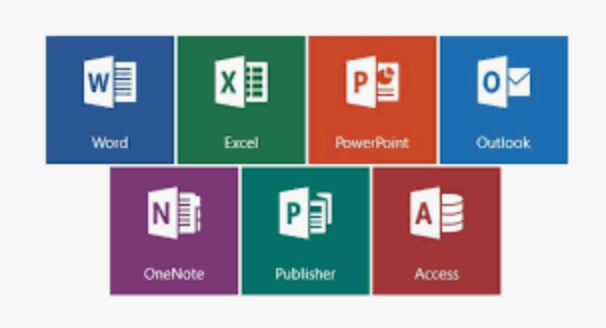 W
X
P
O
Word
Excel
PowerPoint
Outlook
N
P
A
OneNote
Publisher
Access